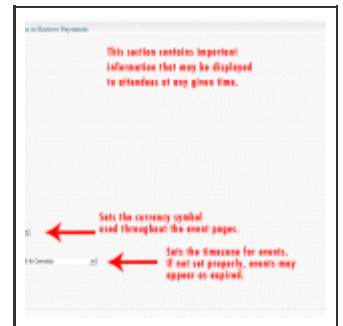 This section contains important
information that may be displayed
to attendees at any given time.
Sets the currency symbol
used throughout the event pages.
Sets the timezone for events.
If not set properly, events may
appear as expired.